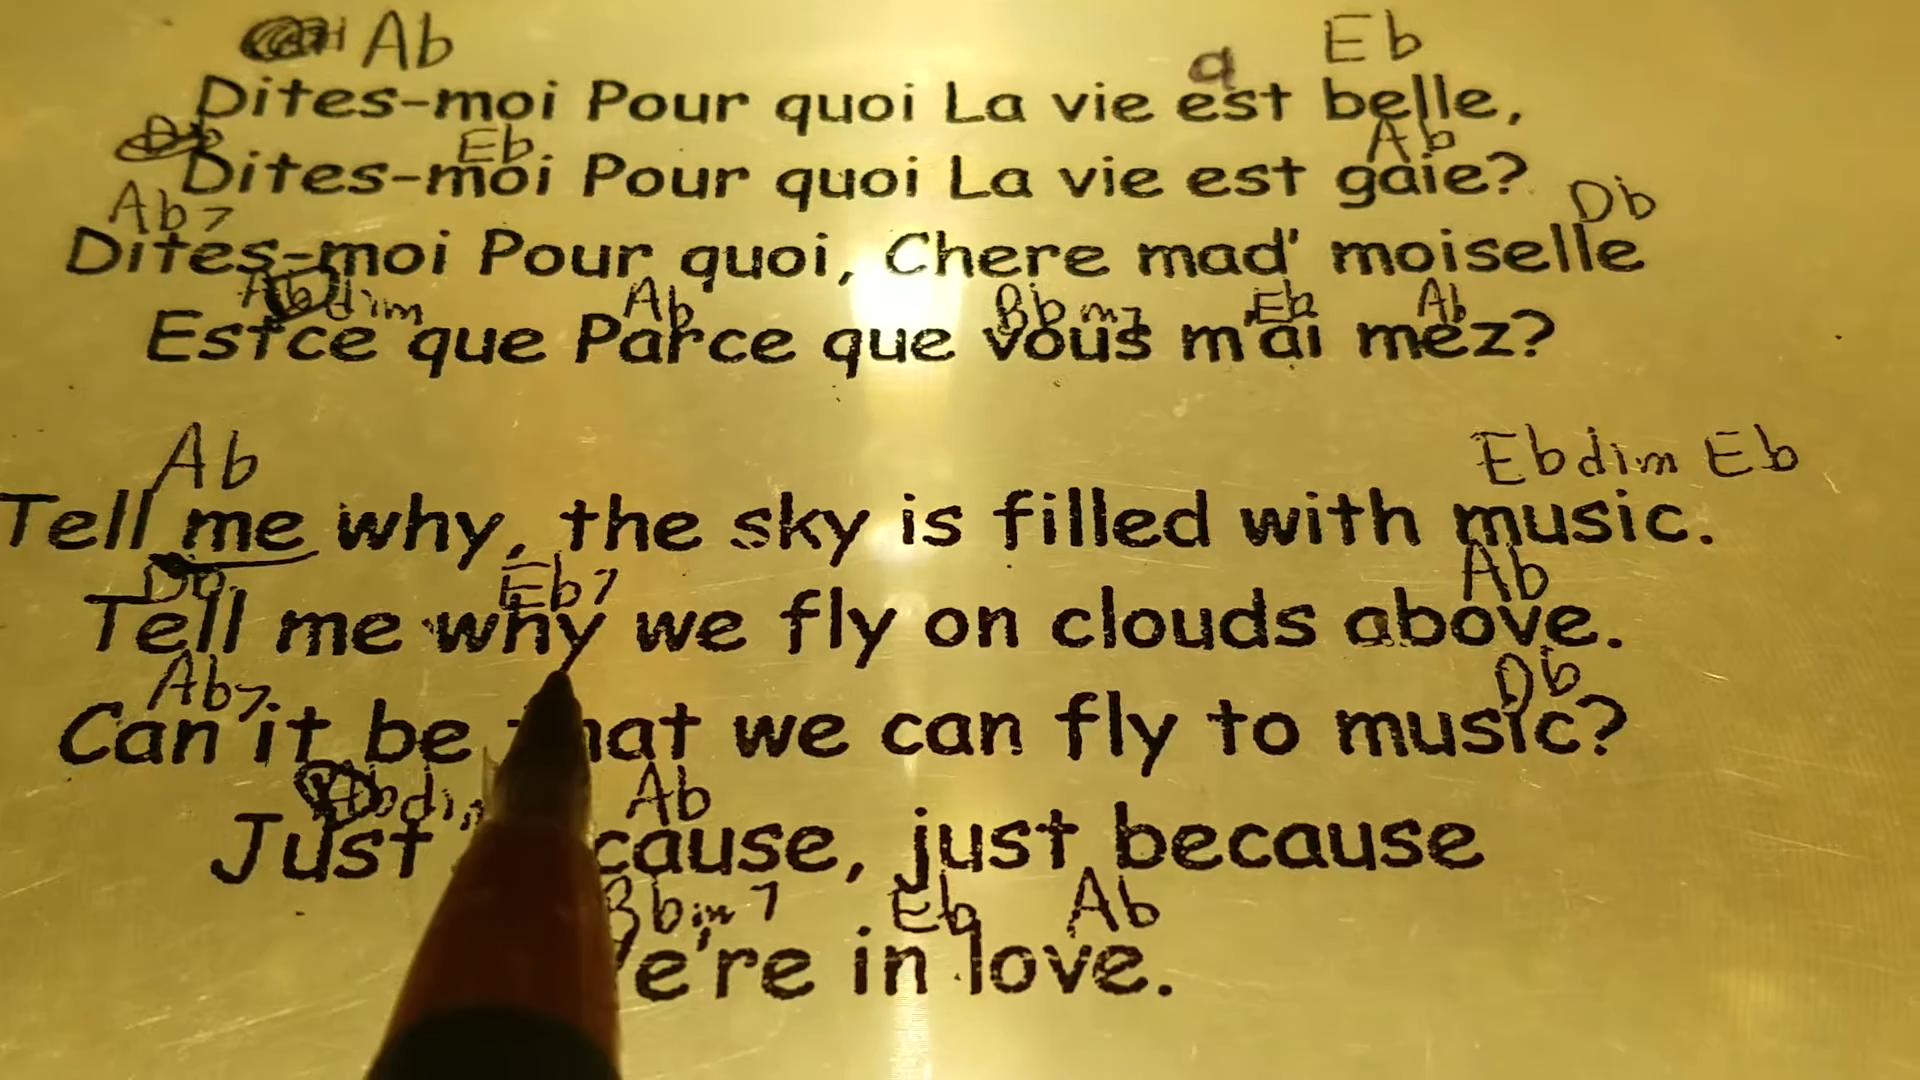 Ab Eb
a
Dites-moi Pour quoi La vie est belle,
Eb Ab
Dites-moi Pour quoi La vie est gaie?
Ab7 Db
Dites-moi Pour quoi, Chere mad' moiselle
dim Ab Bbm7 Eb Ab
Estce que Parce que vous m'ai mez?
Ab Ebdim Eb
Tell me why, the sky is filled with music.
Db Eb7 Ab
Tell me why we fly on clouds above.
Ab7 Db
Can it be that we can fly to music?
Ab
Just cause, just because
Bbm7 Eb Ab
e're in love.